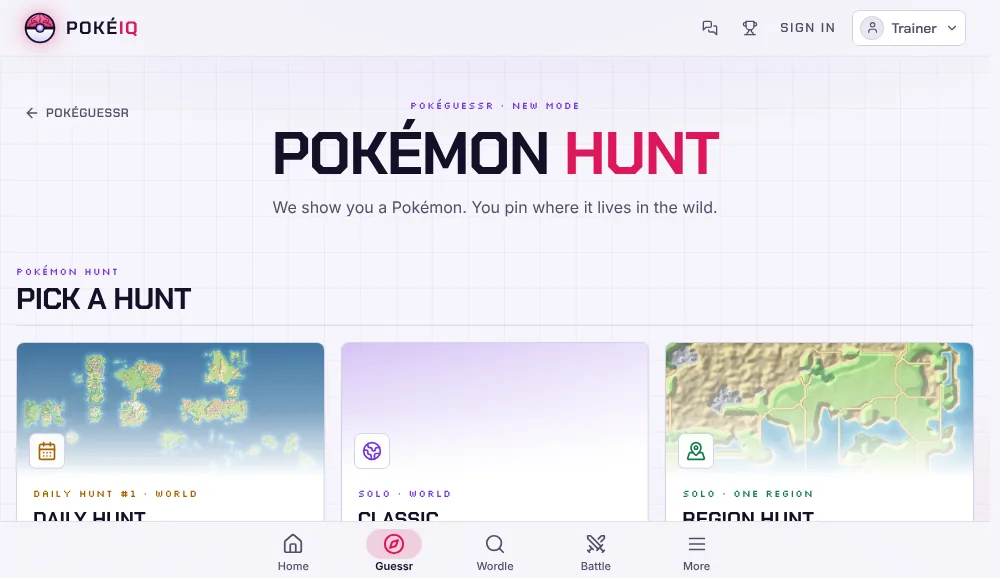 POKÉIQ
SIGN IN
Trainer
POKÉGUESSR
POKÉGUESSR · NEW MODE
POKÉMON HUNT
We show you a Pokémon. You pin where it lives in the wild.
POKÉMON HUNT
PICK A HUNT
DAILY HUNT #1 · WORLD
DAILY HUNT
SOLO · WORLD
CLASSIC
SOLO · ONE REGION
REGION HUNT
Home
Guessr
Wordle
Battle
More